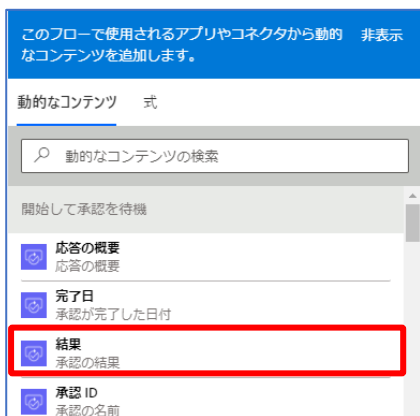 このフローで使用されるアプリやコネクタから動的 非表示
なコンテンツを追加します。
動的なコンテンツ 式
動的なコンテンツの検索
開始して承認を待機
応答の概要
応答の概要
完了日
承認が完了した日付
結果
承認の結果
承認 ID
承認の名前